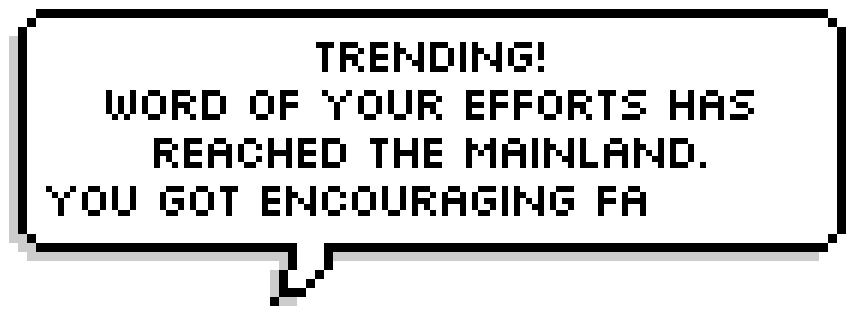 TRENDING!
WORD OF YOUR EFFORTS HAS
REACHED THE MAINLAND.
YOU GOT ENCOURAGING FA